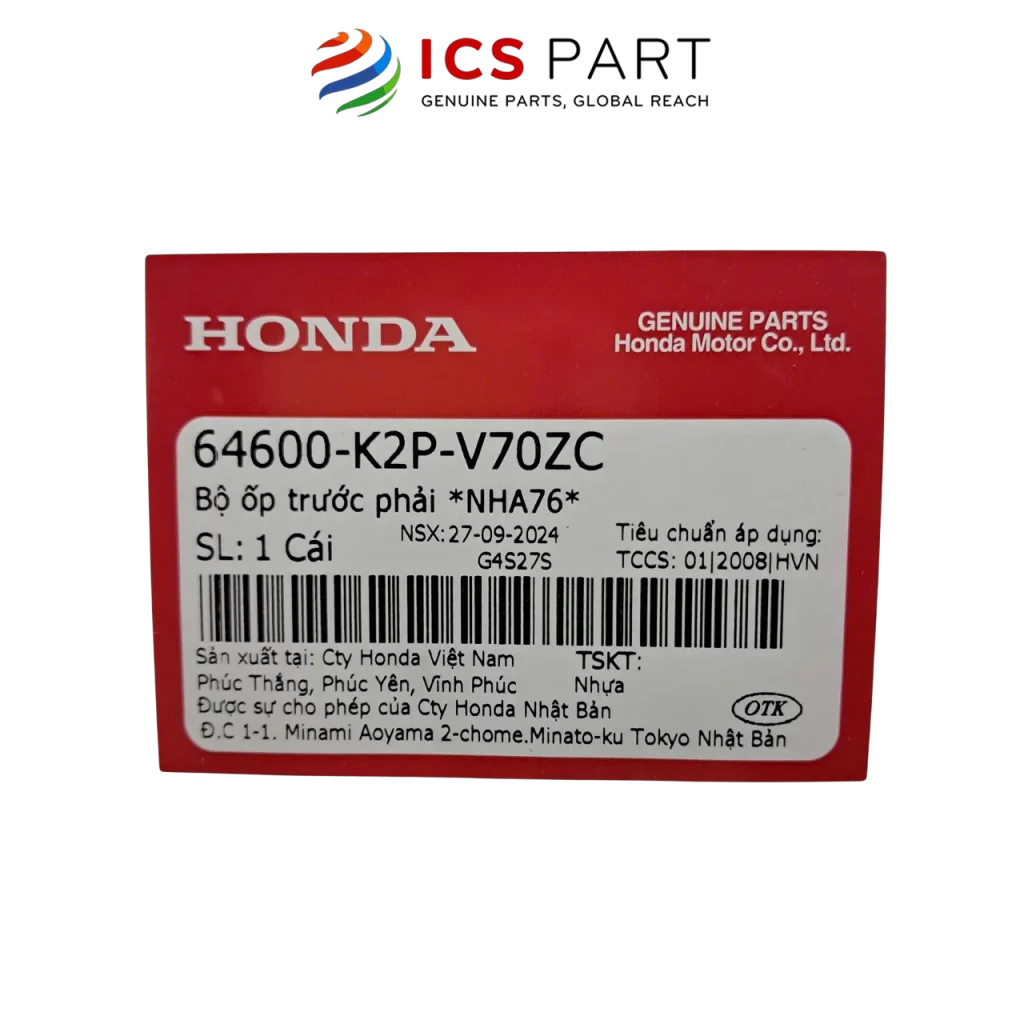 ICS PART
GENUINE PARTS, GLOBAL REACH
HONDA
GENUINE PARTS
Honda Motor Co., Ltd.
64600-K2P-V70ZC
Bộ ốp trước phải *NHA76*
SL: 1 Cái
NSX: 27-09-2024
G4S27S
Tiêu chuẩn áp dụng:
TCCS: 01|2008|HVN
Sản xuất tại: Cty Honda Việt Nam
Phúc Thắng, Phúc Yên, Vĩnh Phúc
TSKT:
Nhựa
Được sự cho phép của Cty Honda Nhật Bản
Đ.C 1-1. Minami Aoyama 2-chome.Minato-ku Tokyo Nhật Bản
OTK